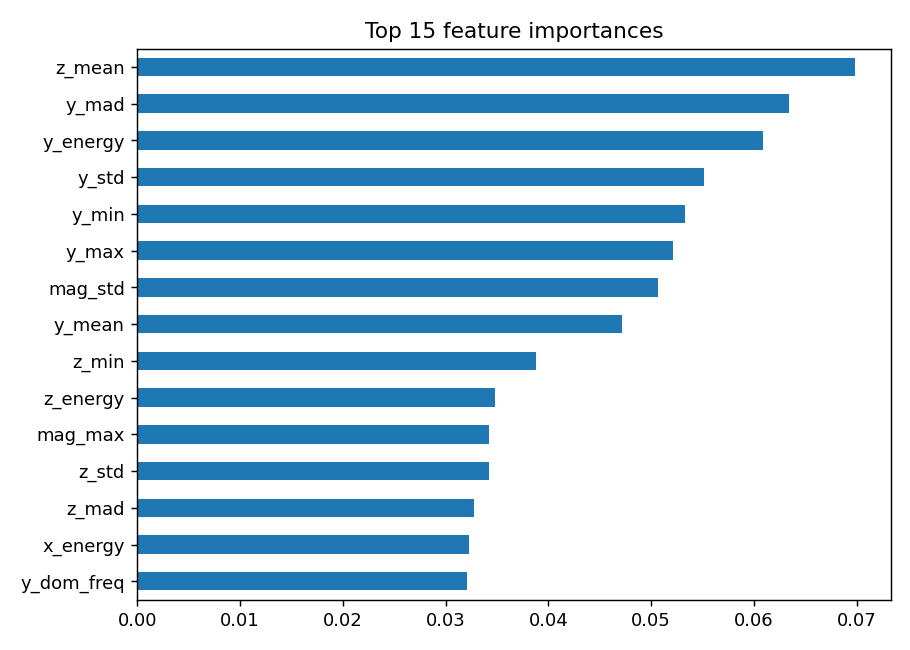 Top 15 feature importances
z_mean
y_mad
y_energy
y_std
y_min
y_max
mag_std
y_mean
z_min
z_energy
mag_max
z_std
z_mad
x_energy
y_dom_freq
0.00 0.01 0.02 0.03 0.04 0.05 0.06 0.07